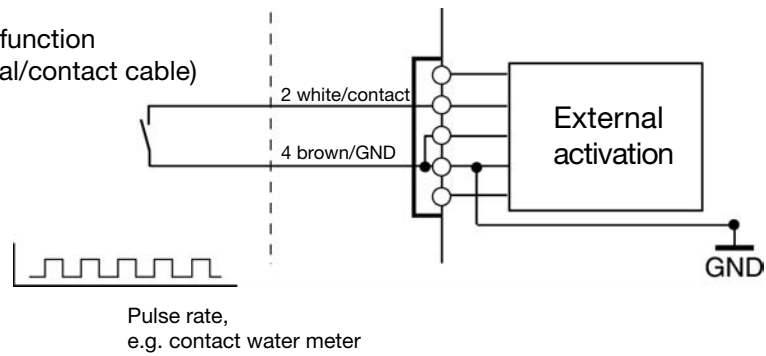 function
al/contact cable)
2 white/contact
4 brown/GND
External
activation
GND
Pulse rate,
e.g. contact water meter